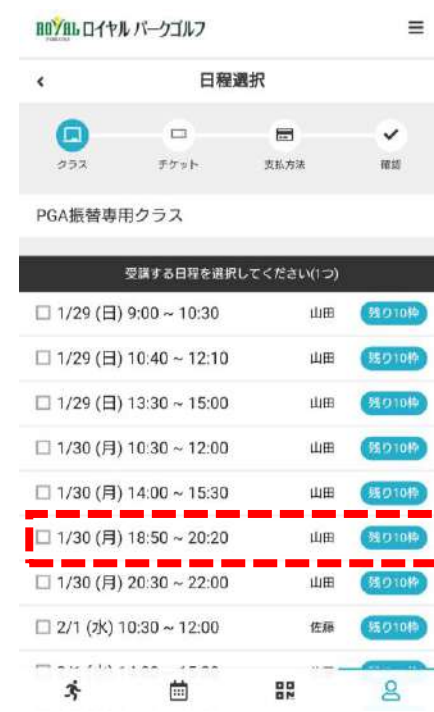 ROYAL ロイヤル パークゴルフ
日程選択
クラス チケット 支払方法 確認
PGA振替専用クラス
受講する日程を選択してください(1つ)
1/29 (日) 9:00 ~ 10:30 山田 残り10枠
1/29 (日) 10:40 ~ 12:10 山田 残り10枠
1/29 (日) 13:30 ~ 15:00 山田 残り10枠
1/30 (月) 10:30 ~ 12:00 山田 残り10枠
1/30 (月) 14:00 ~ 15:30 山田 残り10枠
1/30 (月) 18:50 ~ 20:20 山田 残り10枠
1/30 (月) 20:30 ~ 22:00 山田 残り10枠
2/1 (水) 10:30 ~ 12:00 佐藤 残り10枠